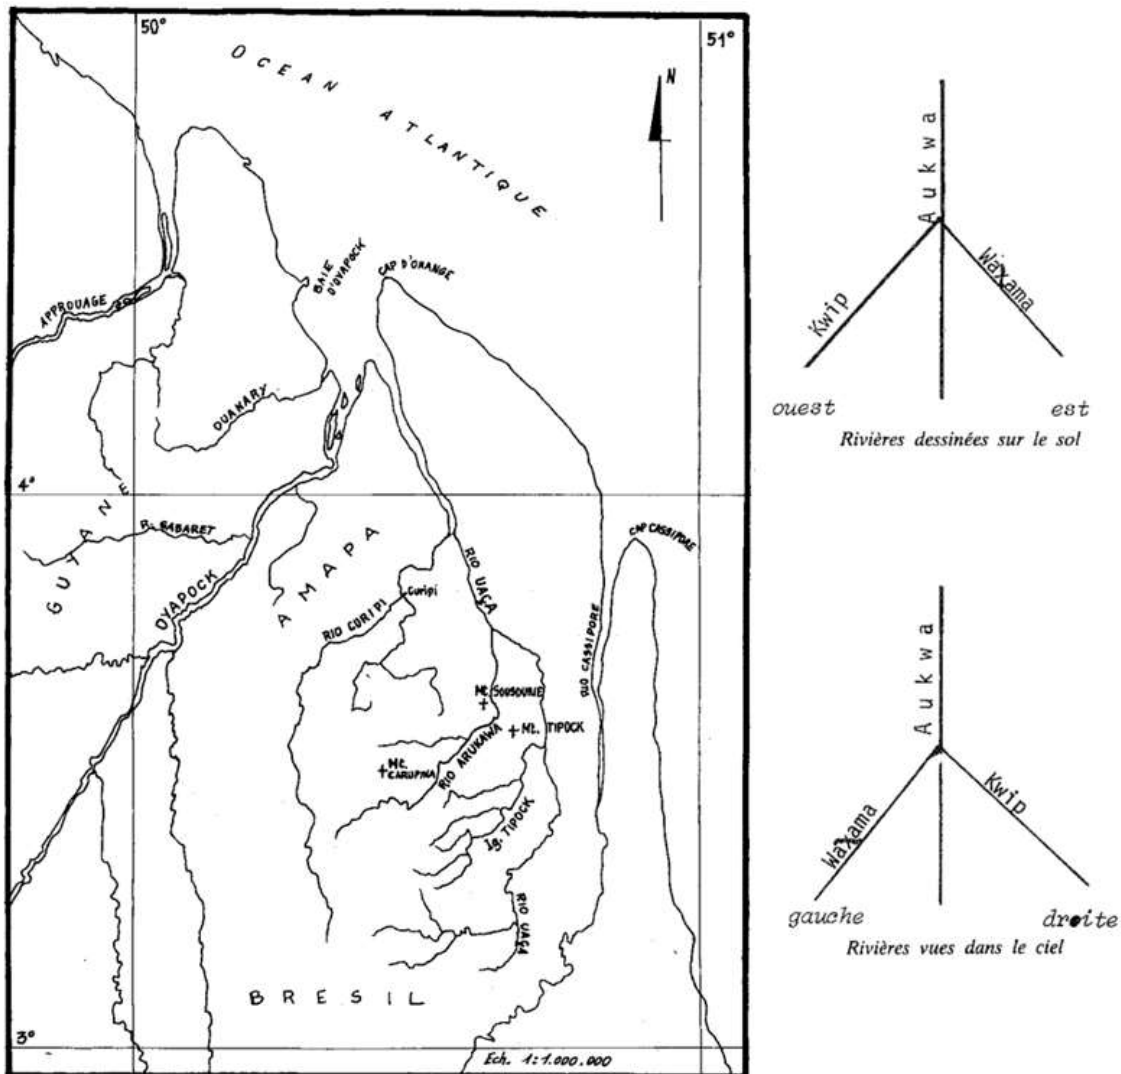 50°
51°
OCEAN ATLANTIQUE
N
BAIE
D'OYAPOCK
CAP D'ORANGE
APPROUAGE
OUANARY
4°
GUYANE
R. GABARET
AMAPA
OYAPOCK
CAP CASSIPORE
RIO UAÇA
Curipi
RIO CURIPI
RIO CASSIPORE
Mt. SOUSOURIE
Mt. TIPOCK
RIO ARUKAWA
Mt.
CARUPINA
Ig. TIPOCK
RIO UAÇA
BRESIL
3°
Ech. 1:1.000.000
Aukwa
Kwip
Waxama
ouest
est
Rivières dessinées sur le sol
Aukwa
Waxama
Kwip
gauche
droite
Rivières vues dans le ciel